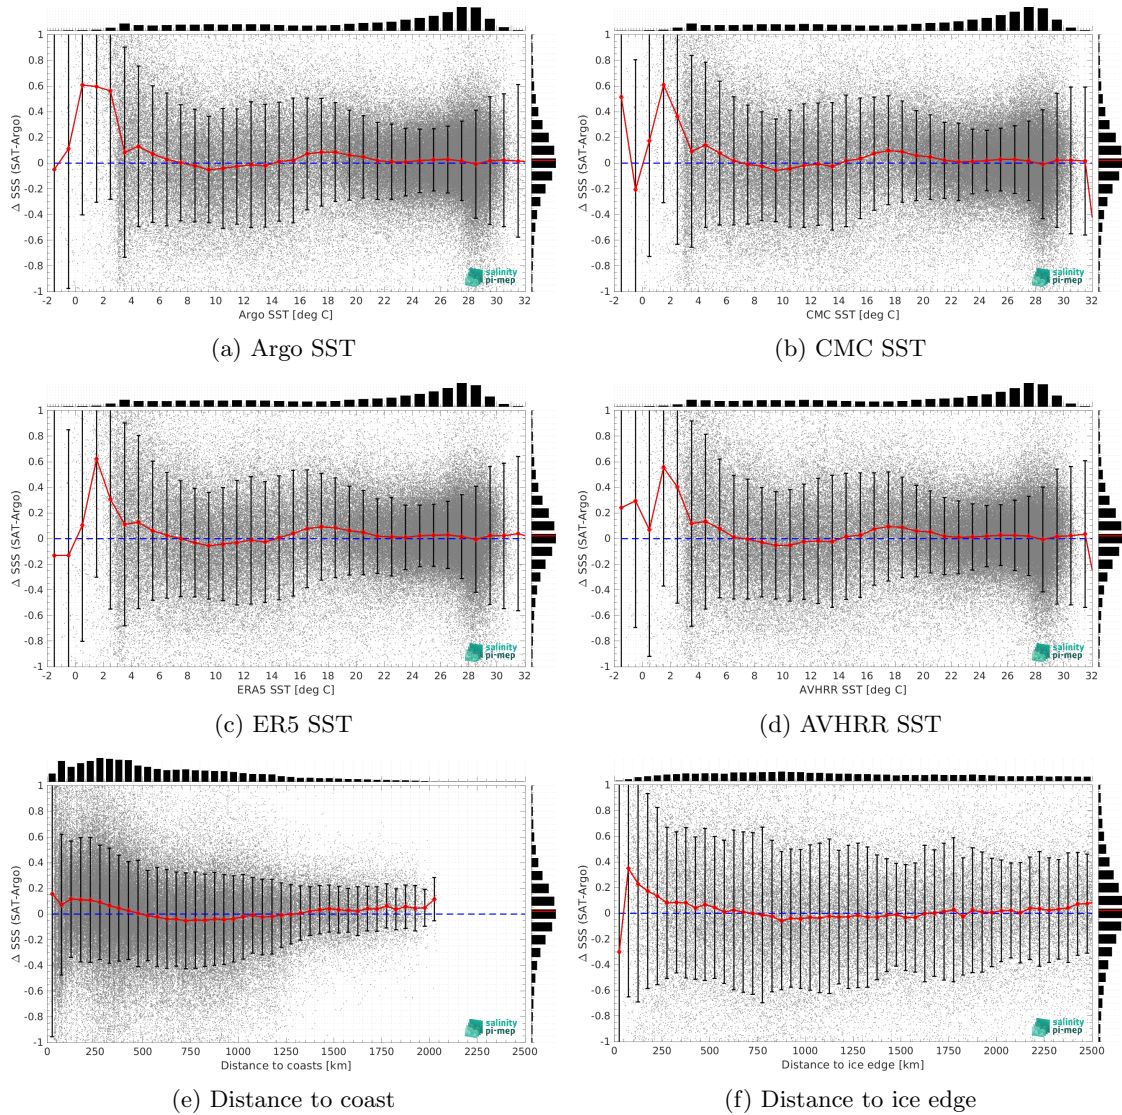 1
0.8
0.6
0.4
0.2
0
-0.2
-0.4
-0.6
-0.8
-1
Δ SSS (SAT-Argo)
-2 0 2 4 6 8 10 12 14 16 18 20 22 24 26 28 30 32
Argo SST [deg C]
salinity
pi-mep
(a) Argo SST
1
0.8
0.6
0.4
0.2
0
-0.2
-0.4
-0.6
-0.8
-1
Δ SSS (SAT-Argo)
-2 0 2 4 6 8 10 12 14 16 18 20 22 24 26 28 30 32
CMC SST [deg C]
salinity
pi-mep
(b) CMC SST
1
0.8
0.6
0.4
0.2
0
-0.2
-0.4
-0.6
-0.8
-1
Δ SSS (SAT-Argo)
-2 0 2 4 6 8 10 12 14 16 18 20 22 24 26 28 30 32
ERA5 SST [deg C]
salinity
pi-mep
(c) ER5 SST
1
0.8
0.6
0.4
0.2
0
-0.2
-0.4
-0.6
-0.8
-1
Δ SSS (SAT-Argo)
-2 0 2 4 6 8 10 12 14 16 18 20 22 24 26 28 30 32
AVHRR SST [deg C]
salinity
pi-mep
(d) AVHRR SST
1
0.8
0.6
0.4
0.2
0
-0.2
-0.4
-0.6
-0.8
-1
Δ SSS (SAT-Argo)
0 250 500 750 1000 1250 1500 1750 2000 2250 2500
Distance to coasts [km]
salinity
pi-mep
(e) Distance to coast
1
0.8
0.6
0.4
0.2
0
-0.2
-0.4
-0.6
-0.8
-1
Δ SSS (SAT-Argo)
0 250 500 750 1000 1250 1500 1750 2000 2250 2500
Distance to ice edge [km]
salinity
pi-mep
(f) Distance to ice edge